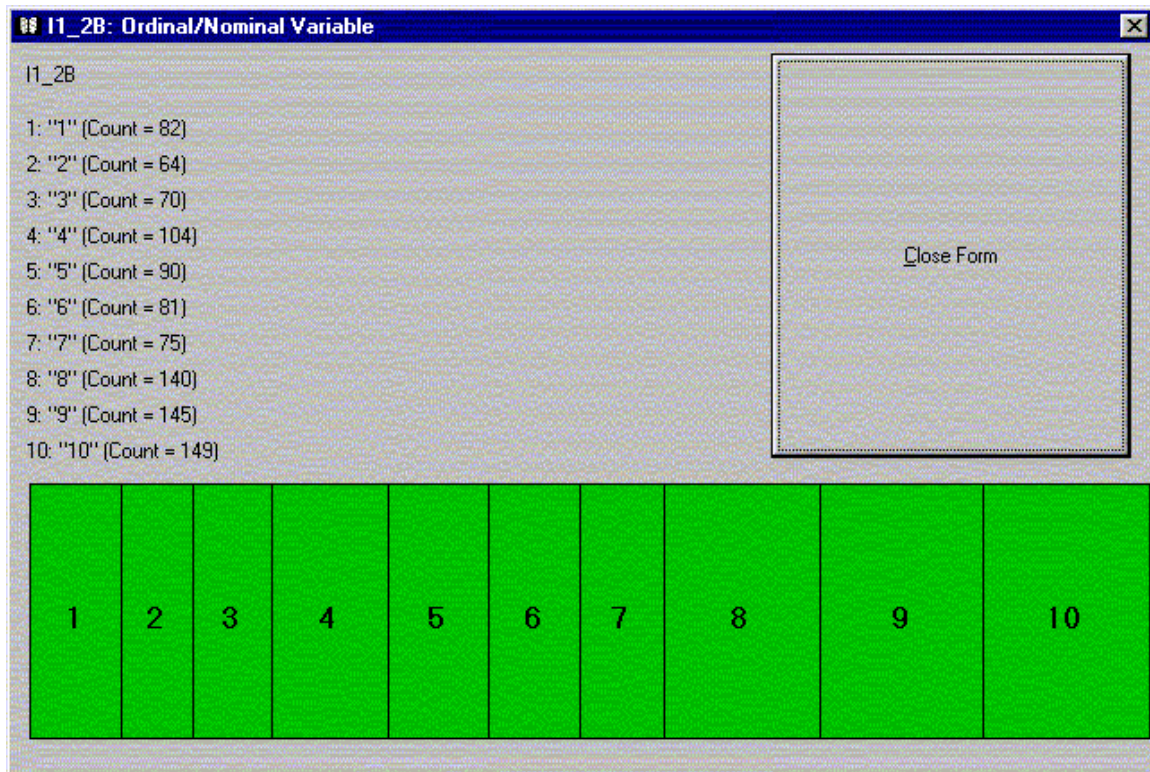 I1_2B: Ordinal/Nominal Variable
I1_2B
1: "1" (Count = 82)
2: "2" (Count = 64)
3: "3" (Count = 70)
4: "4" (Count = 104)
5: "5" (Count = 90)
6: "6" (Count = 81)
7: "7" (Count = 75)
8: "8" (Count = 140)
9: "9" (Count = 145)
10: "10" (Count = 149)
Close Form
1 2 3 4 5 6 7 8 9 10